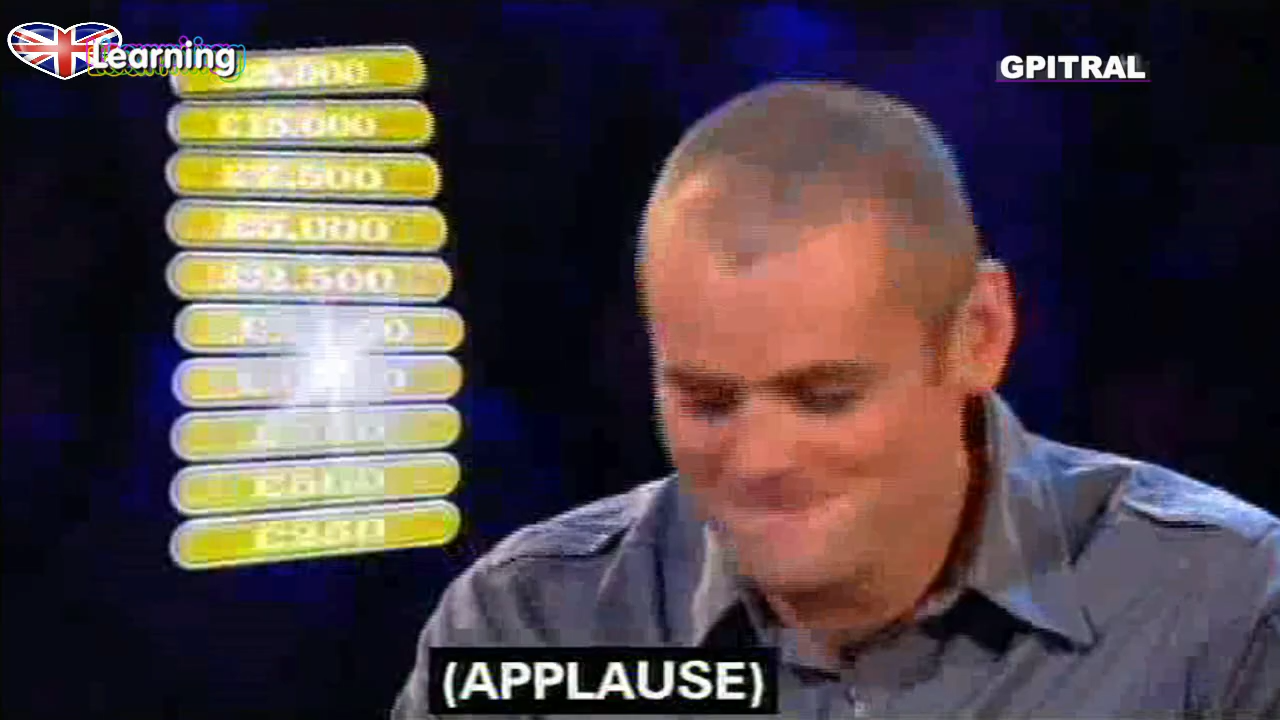 Learning
GPITRAL
£15.000
£7.500
£5.000
£2.500
£500
£250
(APPLAUSE)